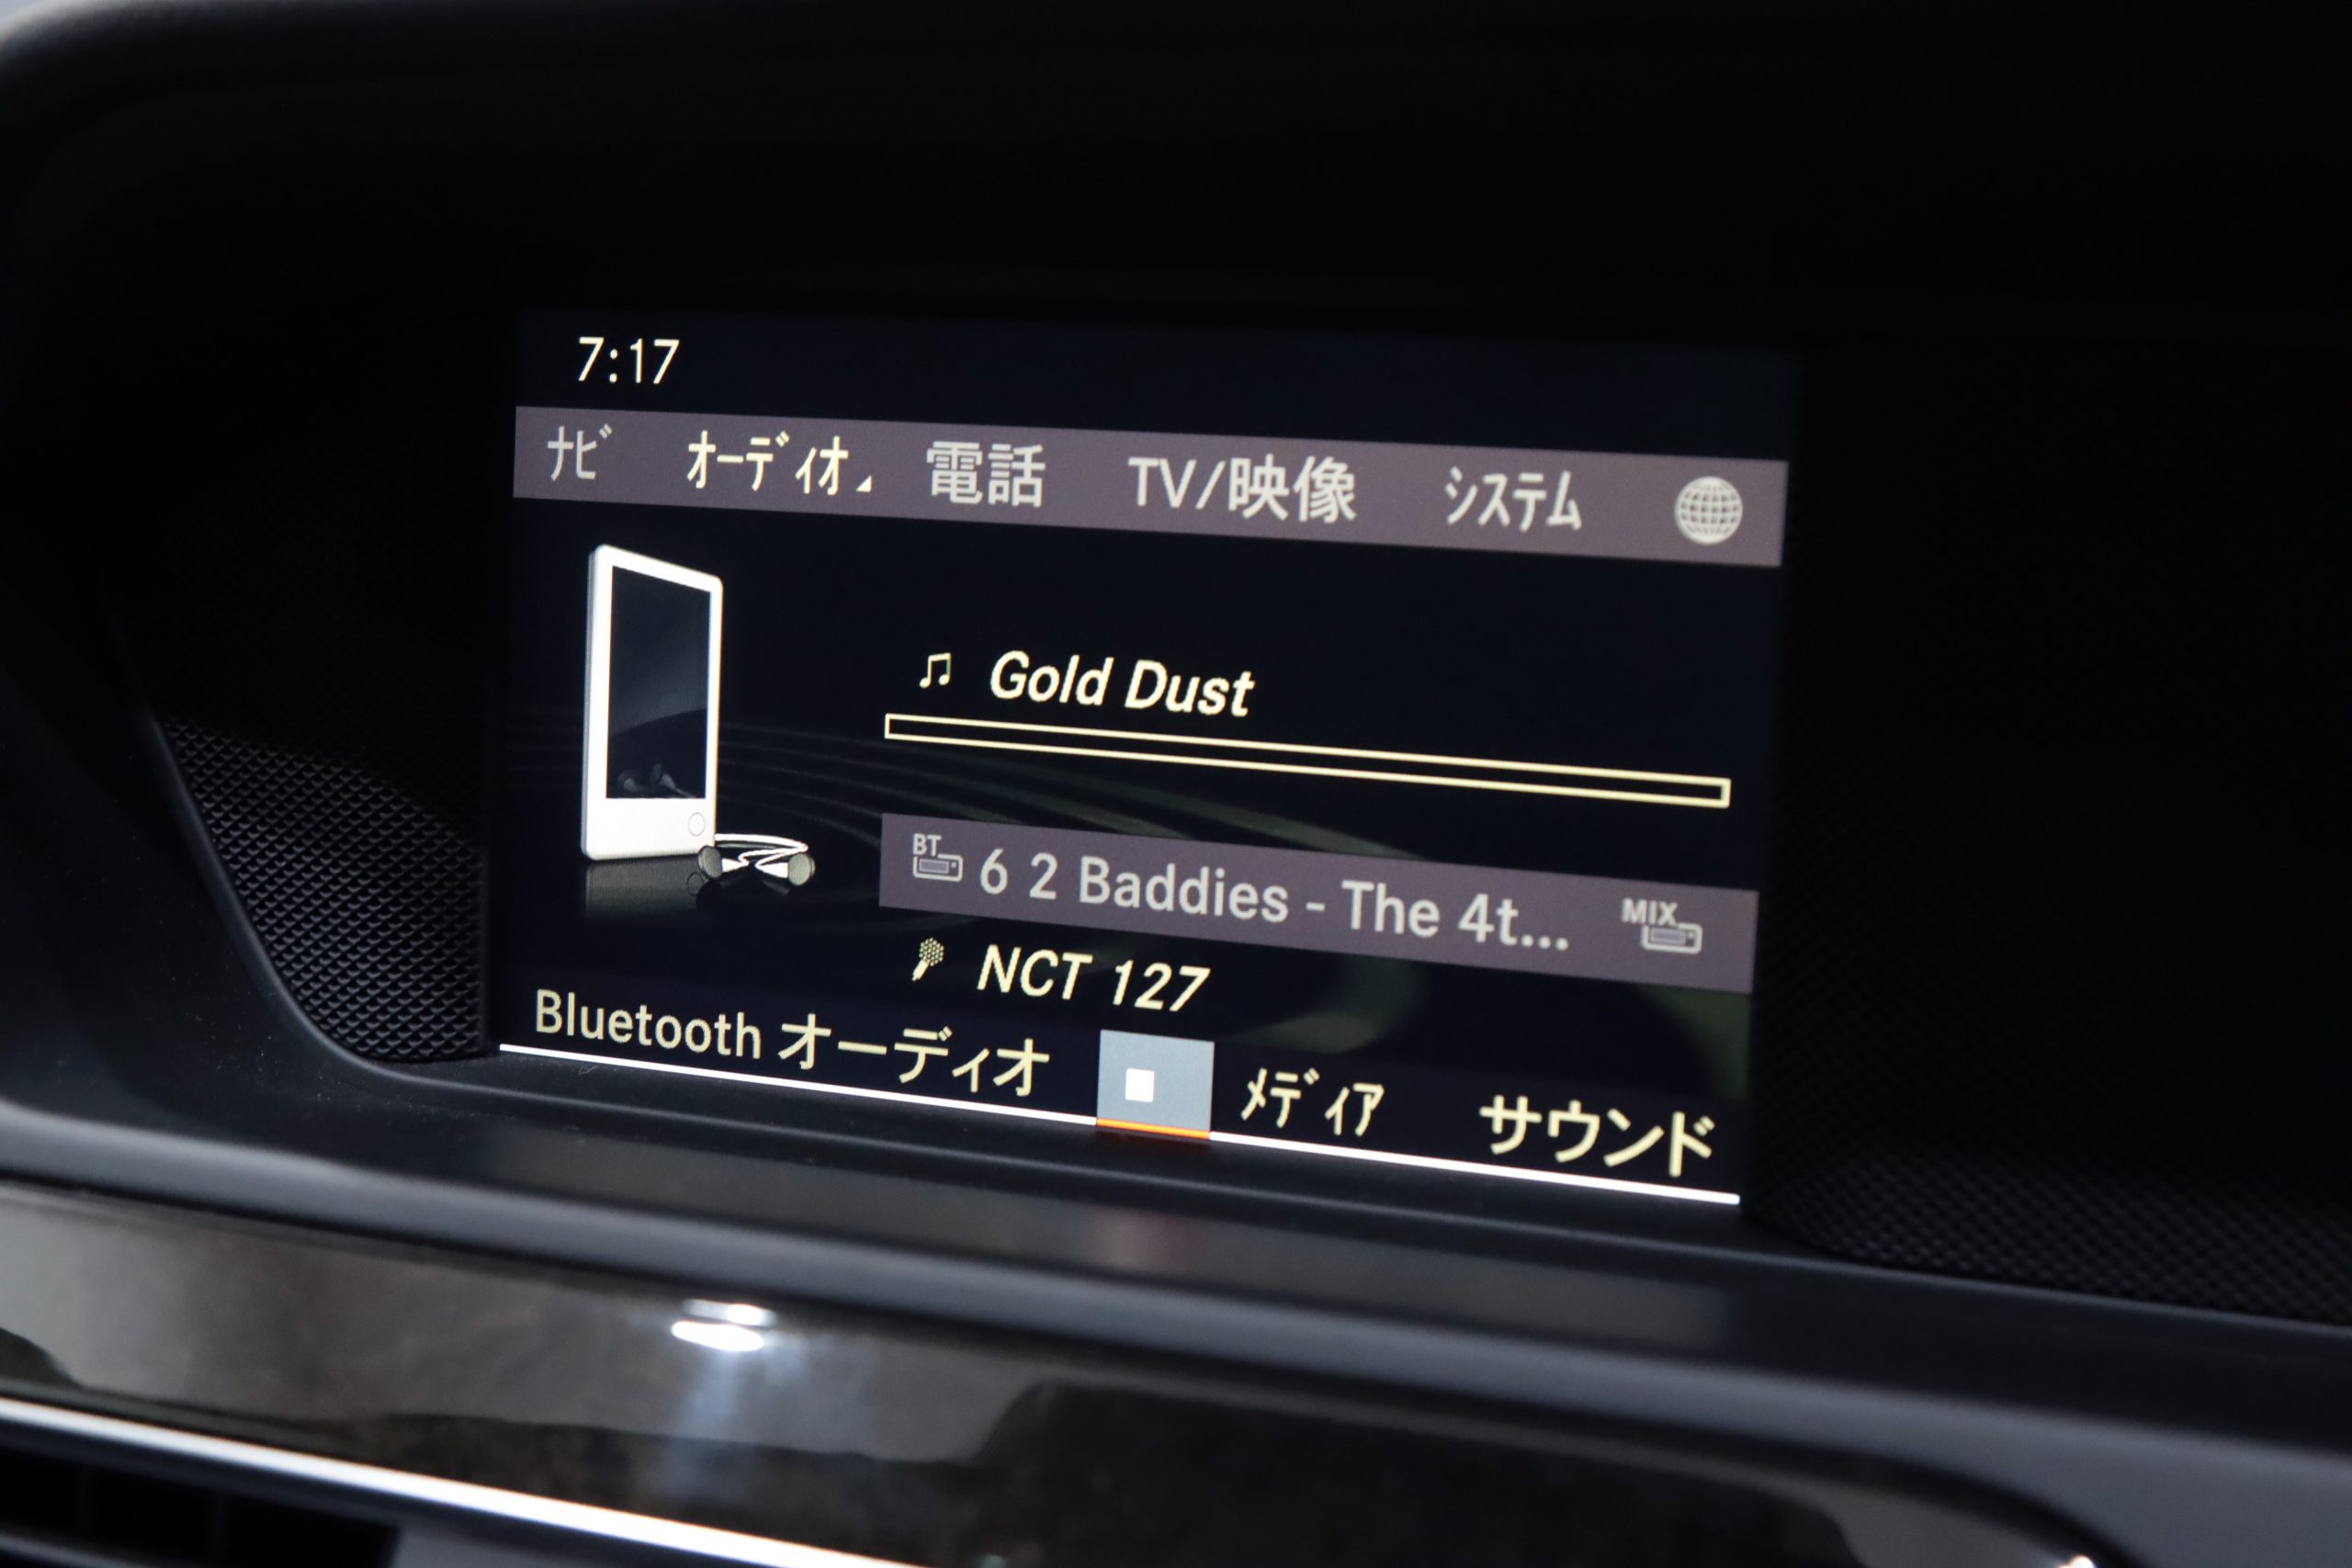 7:17
ﾅﾋﾞ ｵｰﾃﾞｨｵ 電話 TV/映像 ｼｽﾃﾑ
Gold Dust
BT 6 2 Baddies - The 4t... MIX
NCT 127
Bluetooth オーディオ ﾒﾃﾞｨｱ サウンド